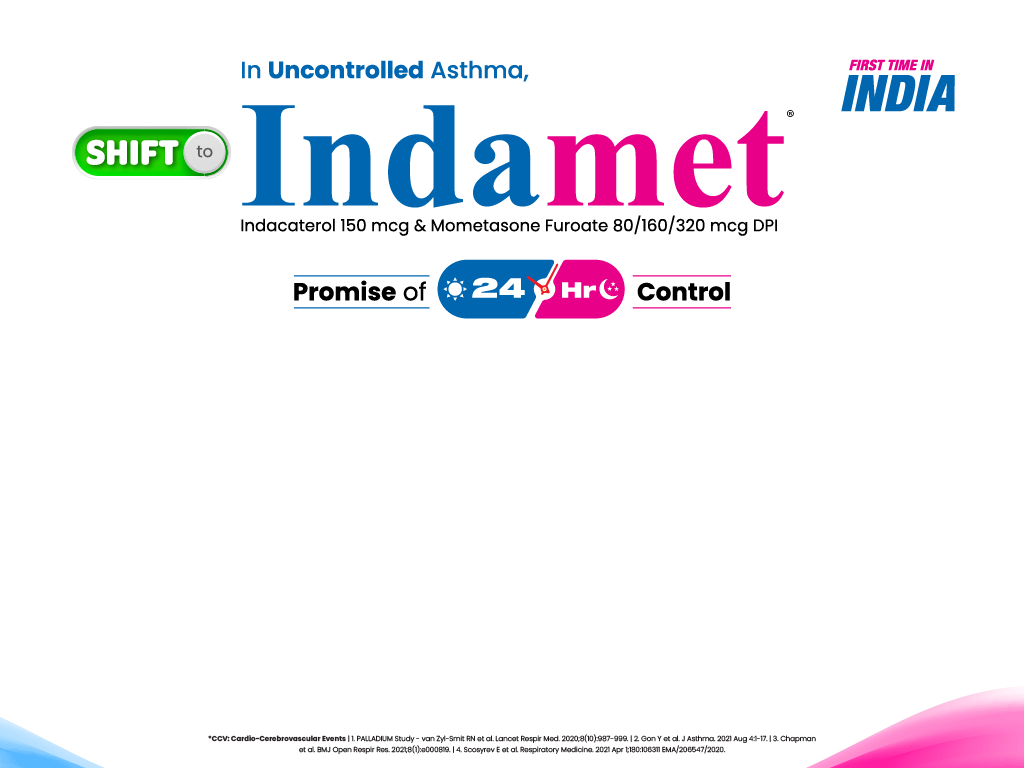 In Uncontrolled Asthma,
FIRST TIME IN
INDIA
SHIFT to
Indamet®
Indacaterol 150 mcg & Mometasone Furoate 80/160/320 mcg DPI
Promise of 24 Hr Control
*CCV: Cardio-Cerebrovascular Events | 1. PALLADIUM Study - van Zyl-Smit RN et al. Lancet Respir Med. 2020;8(10):987-999. | 2. Gon Y et al. J Asthma. 2021 Aug 4:1-17. | 3. Chapman
et al. BMJ Open Respir Res. 2021;8(1):e000819. | 4. Scosyrev E et al. Respiratory Medicine. 2021 Apr 1;180:106311 EMA/206547/2020.